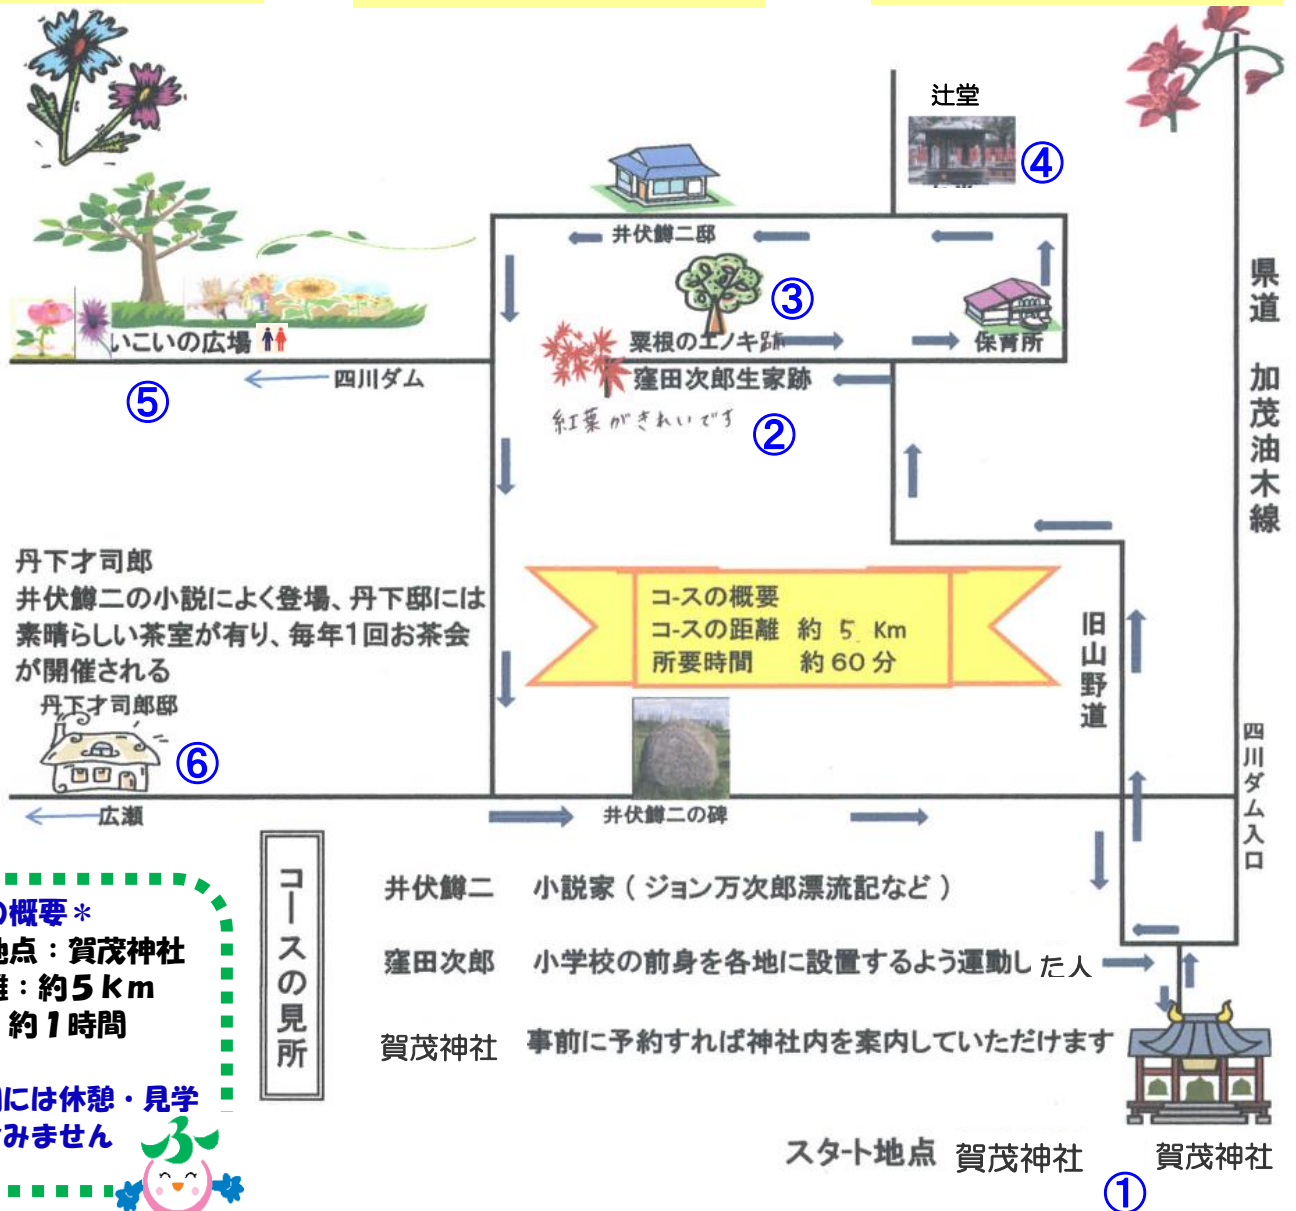 辻堂
④
井伏鱒二邸
③
粟根のエノキ跡
保育所
窪田次郎生家跡
紅葉がきれいです
②
いこいの広場
四川ダム
⑤
県道 加茂油木線
丹下才司郎
井伏鱒二の小説によく登場、丹下邸には
素晴らしい茶室が有り、毎年1回お茶会
が開催される
丹下才司郎邸
⑥
広瀬
コースの概要
コースの距離 約 5 Km
所要時間 約60分
旧山野道
四川ダム入口
井伏鱒二の碑
コースの見所
井伏鱒二 小説家(ジョン万次郎漂流記など)
窪田次郎 小学校の前身を各地に設置するよう運動した人
賀茂神社 事前に予約すれば神社内を案内していただけます
の概要*
地点:賀茂神社
離:約5km
約1時間
には休憩・見学
みません
ふ
スタート地点 賀茂神社
賀茂神社
①